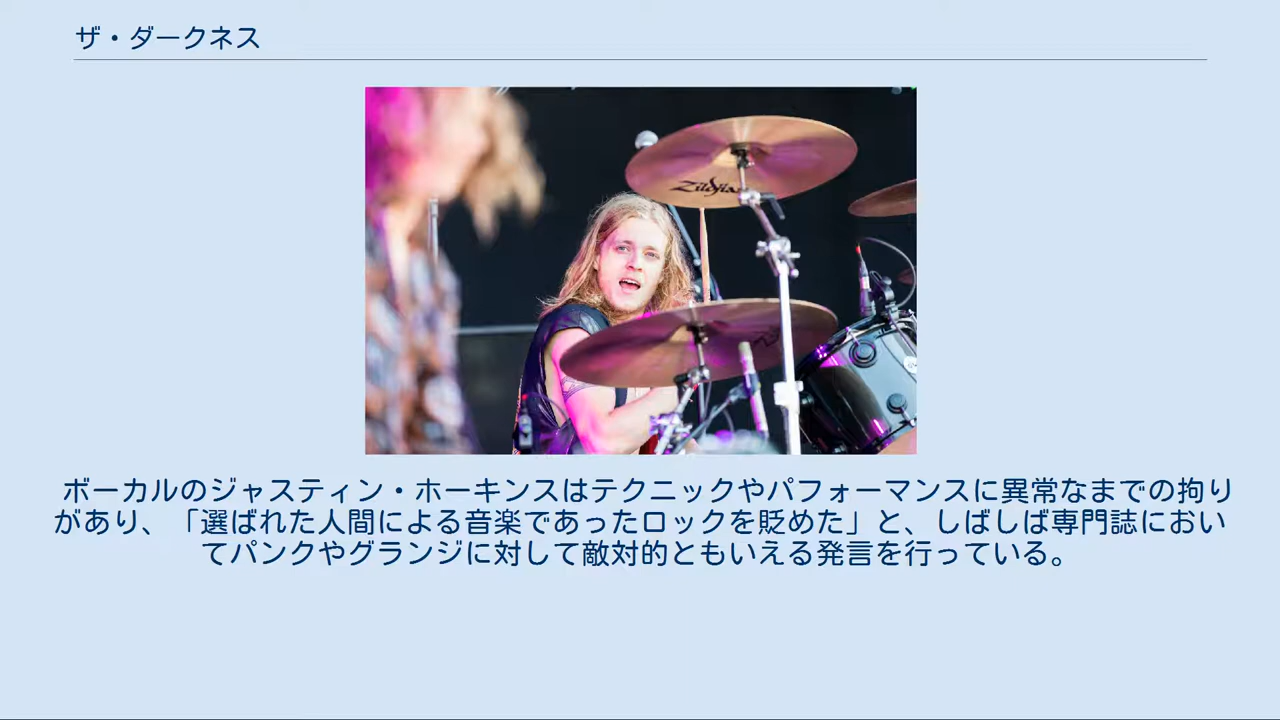 ザ・ダークネス
Zildjian
ボーカルのジャスティン・ホーキンスはテクニックやパフォーマンスに異常なまでの拘り
があり、「選ばれた人間による音楽であったロックを貶めた」と、しばしば専門誌におい
てパンクやグランジに対して敵対的ともいえる発言を行っている。